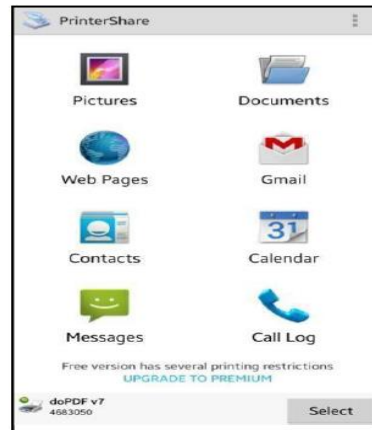 PrinterShare
Pictures Documents
Web Pages Gmail
31
Contacts Calendar
Messages Call Log
Free version has several printing restrictions
UPGRADE TO PREMIUM
doPDF v7
4683050
Select